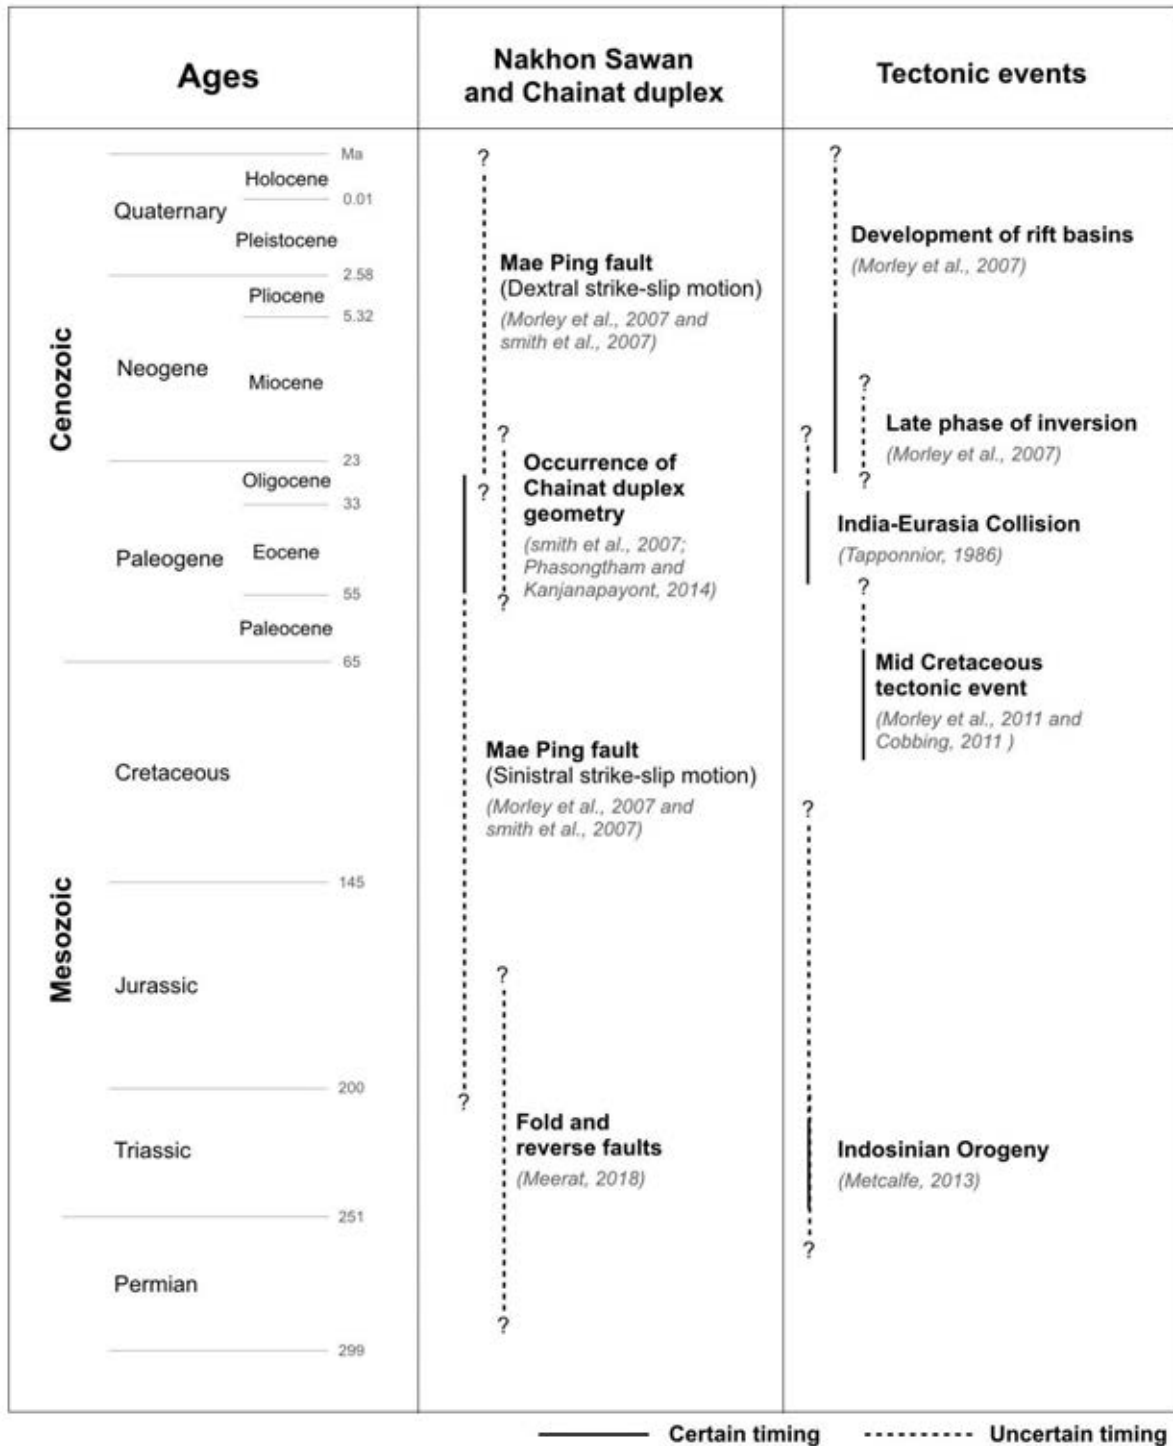 Ages
Nakhon Sawan
and Chainat duplex
Tectonic events
Cenozoic
Mesozoic
Ma
Holocene
0.01
Quaternary
Pleistocene
2.58
Pliocene
5.32
Neogene
Miocene
23
Oligocene
33
Paleogene
Eocene
55
Paleocene
65
Cretaceous
145
Jurassic
200
Triassic
251
Permian
299
?
Mae Ping fault
(Dextral strike-slip motion)
(Morley et al., 2007 and
smith et al., 2007)
?
?
Occurrence of
Chainat duplex
geometry
(smith et al., 2007;
Phasongtham and
Kanjanapayont, 2014)
?
Mae Ping fault
(Sinistral strike-slip motion)
(Morley et al., 2007 and
smith et al., 2007)
?
?
Fold and
reverse faults
(Meerat, 2018)
?
?
Development of rift basins
(Morley et al., 2007)
?
Late phase of inversion
(Morley et al., 2007)
?
?
India-Eurasia Collision
(Tapponnior, 1986)
?
Mid Cretaceous
tectonic event
(Morley et al., 2011 and
Cobbing, 2011 )
?
Indosinian Orogeny
(Metcalfe, 2013)
?
Certain timing
Uncertain timing